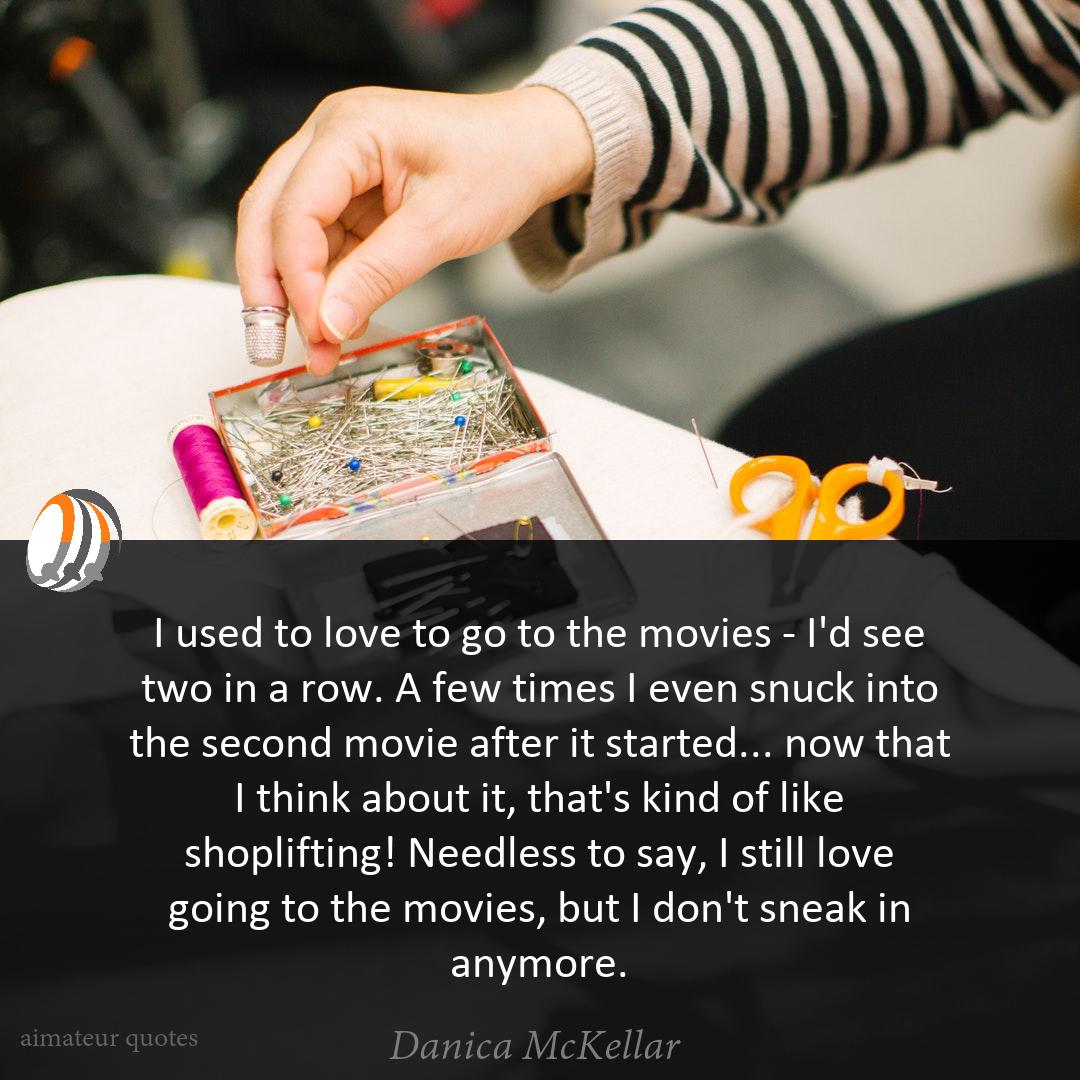 I used to love to go to the movies - I'd see
two in a row. A few times I even snuck into
the second movie after it started... now that
I think about it, that's kind of like
shoplifting! Needless to say, I still love
going to the movies, but I don't sneak in
anymore.
aimateur quotes
Danica McKellar